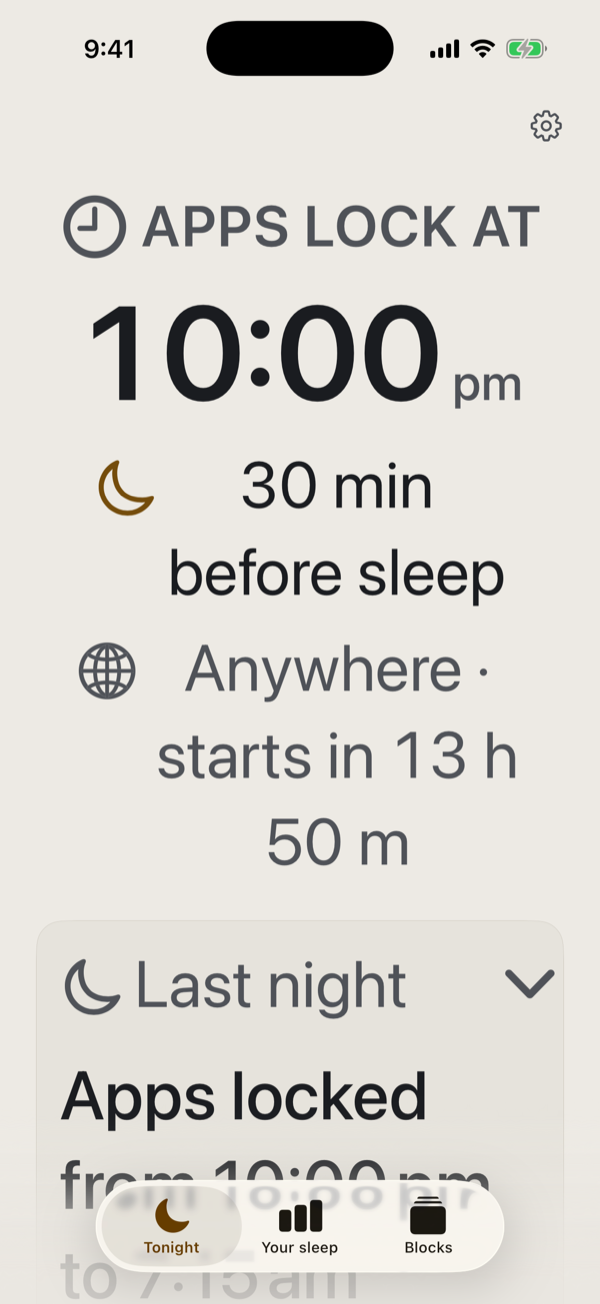 9:41
APPS LOCK AT
10:00 pm
30 min
before sleep
Anywhere ·
starts in 13 h
50 m
Last night
Apps locked
from 10:00 pm
to 7:15 am
Tonight
Your sleep
Blocks